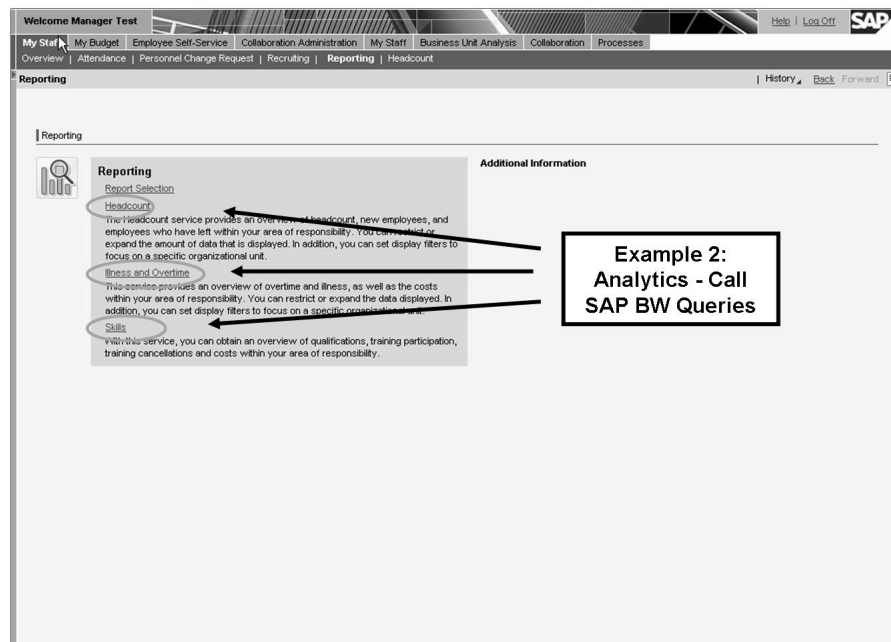 Welcome Manager Test
Help | Log Off SAP
My Staff My Budget Employee Self-Service Collaboration Administration My Staff Business Unit Analysis Collaboration Processes
Overview | Attendance | Personnel Change Request | Recruiting | Reporting | Headcount
Reporting | History Back Forward
Reporting
Reporting
Report Selection
Headcount
The Headcount service provides an overview of headcount, new employees, and
employees who have left within your area of responsibility. You can restrict or
expand the amount of data that is displayed. In addition, you can set display filters to
focus on a specific organizational unit.
Illness and Overtime
This service provides an overview of overtime and illness, as well as the costs
within your area of responsibility. You can restrict or expand the data displayed. In
addition, you can set display filters to focus on a specific organizational unit.
Skills
With this service, you can obtain an overview of qualifications, training participation,
training cancellations and costs within your area of responsibility.
Additional Information
Example 2:
Analytics - Call
SAP BW Queries